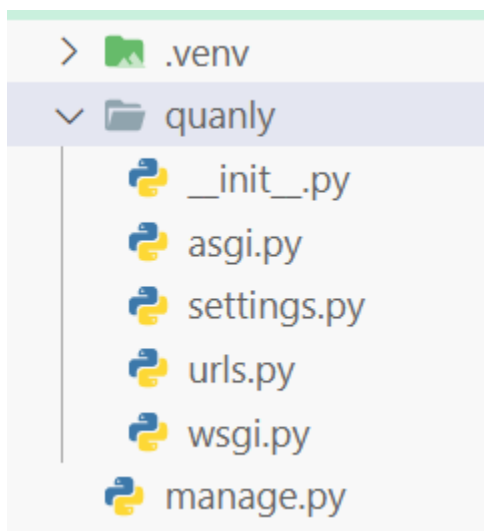 .venv
quanly
__init__.py
asgi.py
settings.py
urls.py
wsgi.py
manage.py